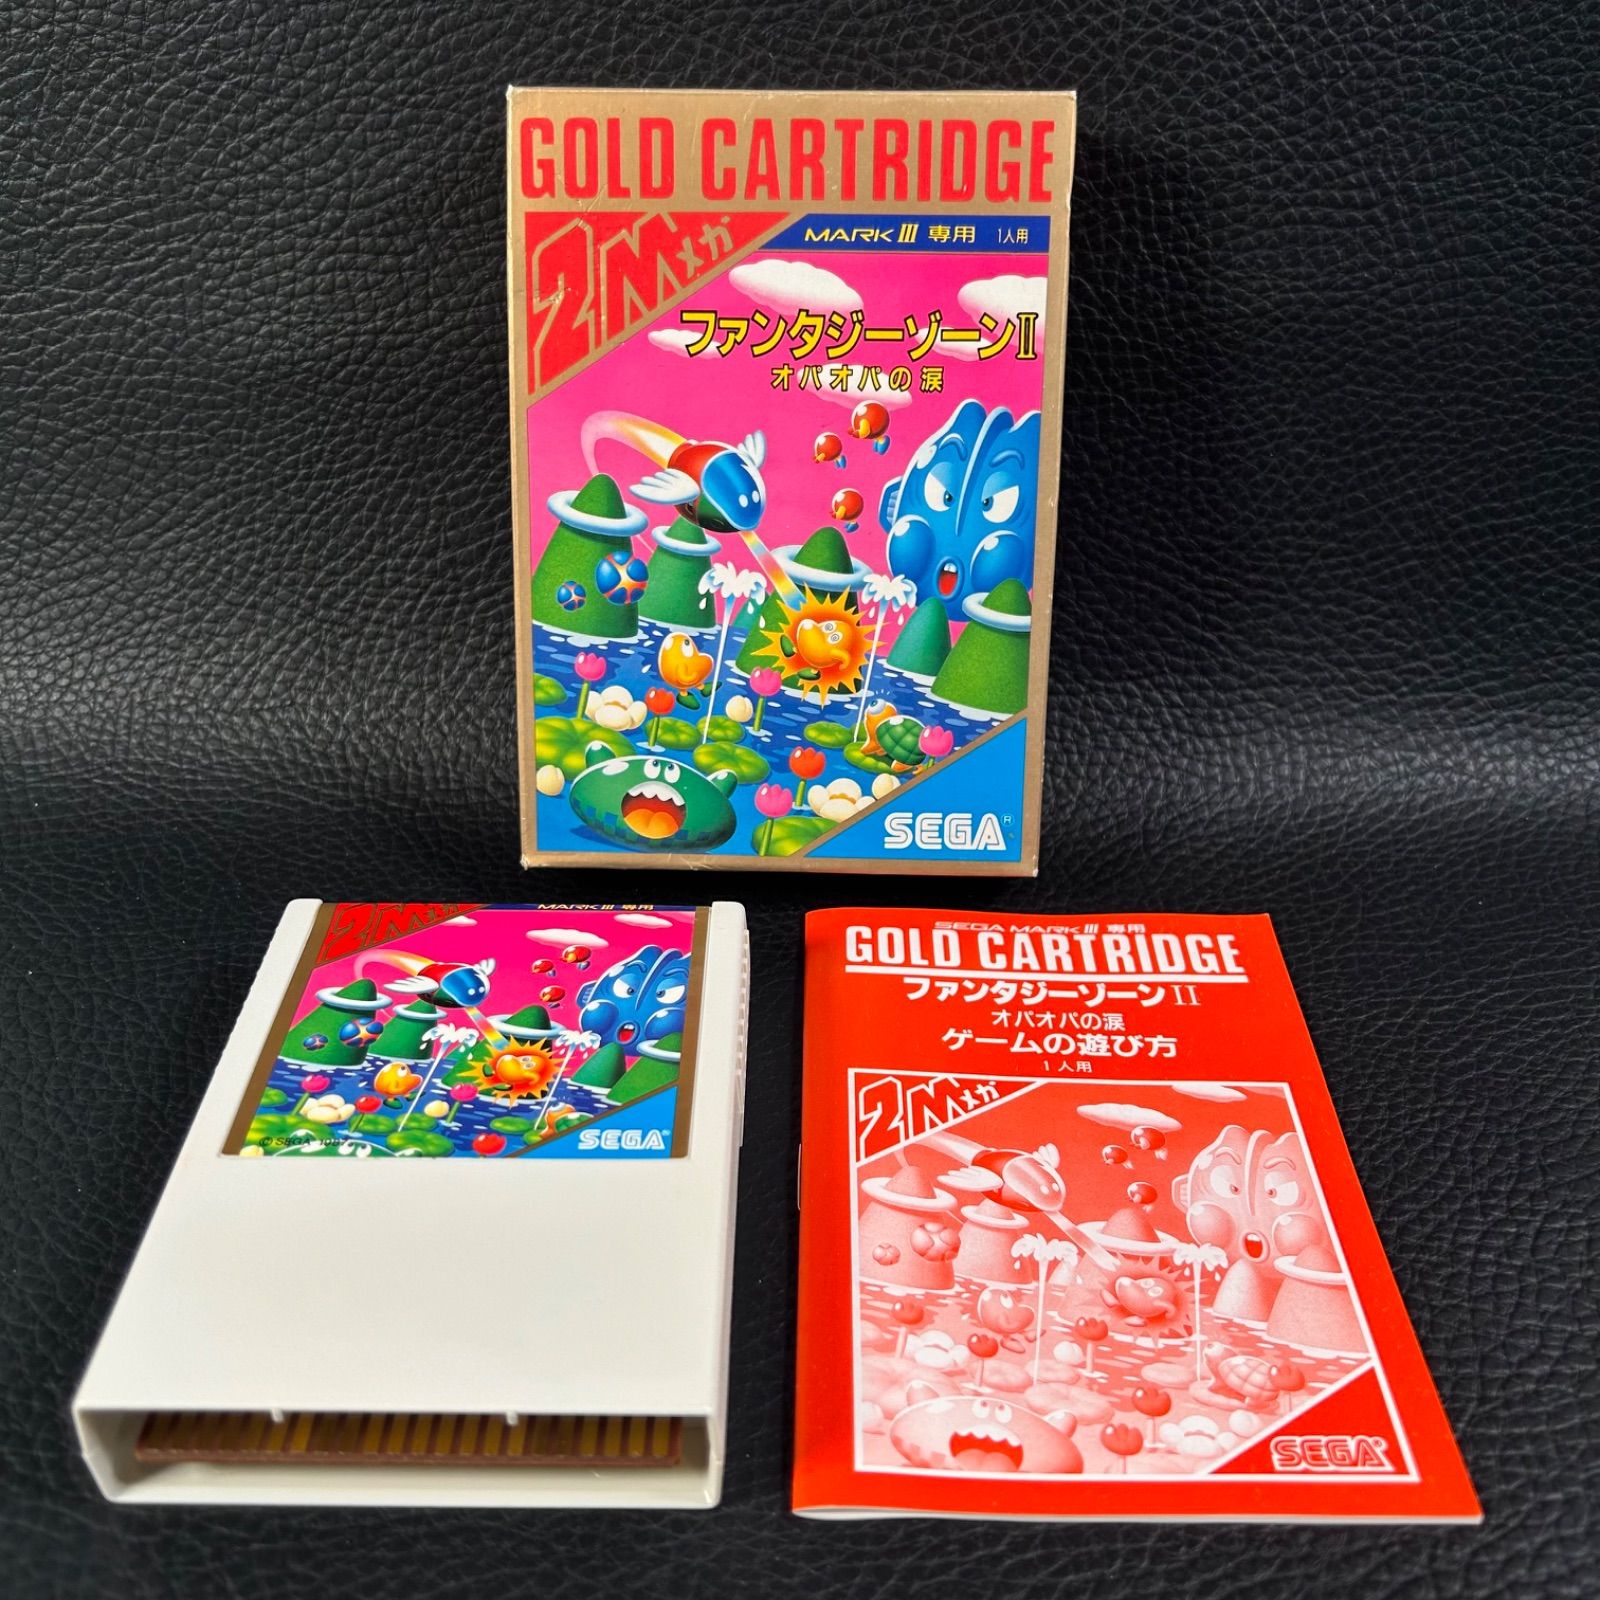 GOLD CARTRIDGE
2Mメガ
MARK III 専用 1人用
ファンタジーゾーンII
オパオパの涙
SEGA®
2Mメガ
MARK III 専用
© SEGA 1987
SEGA®
SEGA MARK III 専用
GOLD CARTRIDGE
ファンタジーゾーンII
オパオパの涙
ゲームの遊び方
1人用
2Mメガ
SEGA®